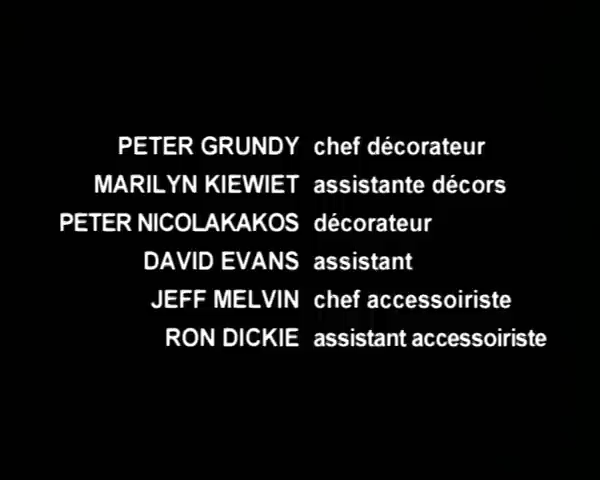 PETER GRUNDY chef décorateur
MARILYN KIEWIET assistante décors
PETER NICOLAKAKOS décorateur
DAVID EVANS assistant
JEFF MELVIN chef accessoiriste
RON DICKIE assistant accessoiriste